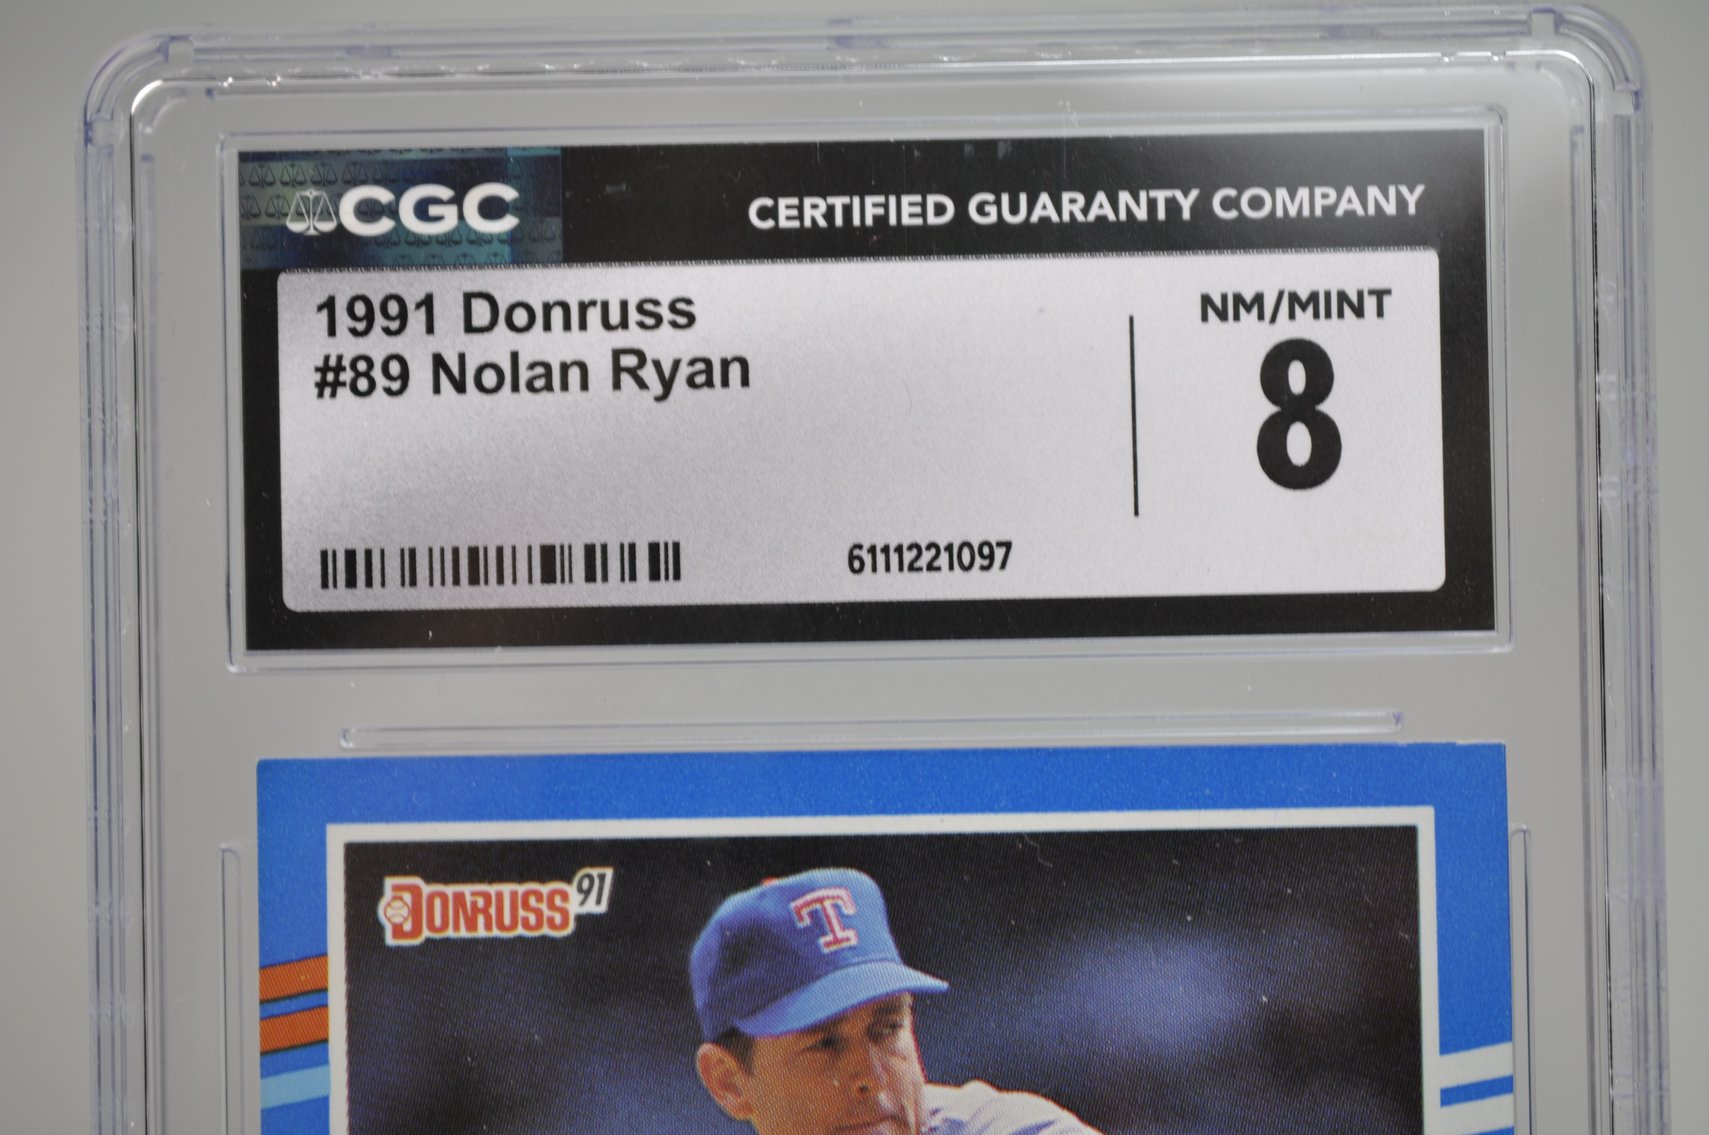 CGC
CERTIFIED GUARANTY COMPANY
1991 Donruss
#89 Nolan Ryan
NM/MINT
8
6111221097
DONRUSS 91
T